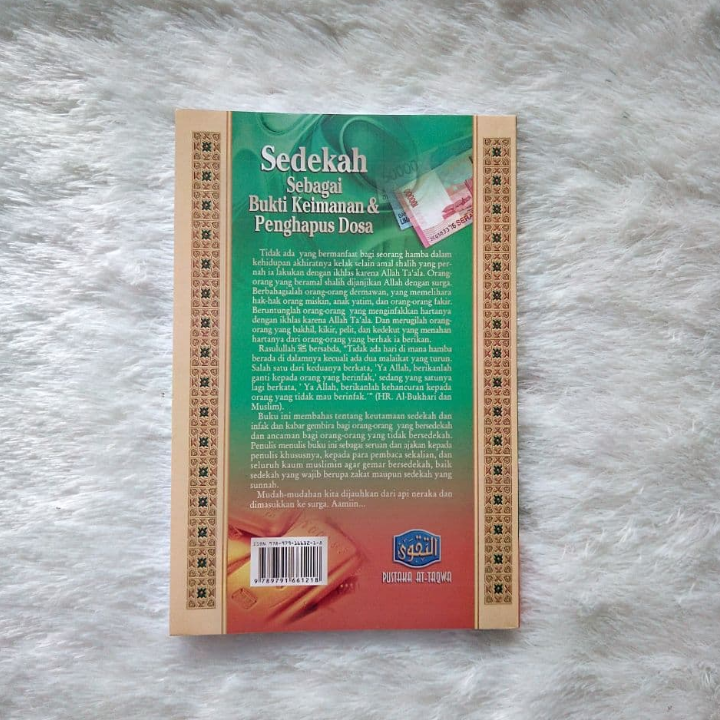 Sedekah
Sebagai
Bukti Keimanan &
Penghapus Dosa
Tidak ada yang bermanfaat bagi seorang hamba dalam
kehidupan akhiratnya kelak selain amal shalih yang per-
nah ia lakukan dengan ikhlas karena Allah Ta'ala. Orang-
orang yang beramal shalih dijanjikan Allah dengan surga.
Berbahagialah orang-orang dermawan, yang memelihara
hak-hak orang miskin, anak yatim, dan orang-orang fakir.
Beruntunglah orang-orang yang menginfakkan hartanya
dengan ikhlas karena Allah Ta'ala. Dan merugilah orang-
orang yang bakhil, kikir, pelit, dan kedekut yang menahan
hartanya dari orang-orang yang berhak ia berikan.
Rasulullah ﷺ bersabda, "Tidak ada hari di mana hamba
berada di dalamnya kecuali ada dua malaikat yang turun.
Salah satu dari keduanya berkata, 'Ya Allah, berikanlah
ganti kepada orang yang berinfak,' sedang yang satunya
lagi berkata, ' Ya Allah, berikanlah kehancuran kepada
orang yang tidak mau berinfak.'" (HR. Al-Bukhari dan
Muslim).
Buku ini membahas tentang keutamaan sedekah dan
infak dan kabar gembira bagi orang-orang yang bersedekah
dan ancaman bagi orang-orang yang tidak bersedekah.
Penulis menulis buku ini sebagai seruan dan ajakan kepada
penulis khususnya, kepada para pembaca sekalian, dan
seluruh kaum muslimin agar gemar bersedekah, baik
sedekah yang wajib berupa zakat maupun sedekah yang
sunnah.
Mudah-mudahan kita dijauhkan dari api neraka dan
dimasukkan ke surga. Aamiin...
ISBN 978-979-16612-1-8
9 789791 661218
التقوى
PUSTAKA AT-TAQWA